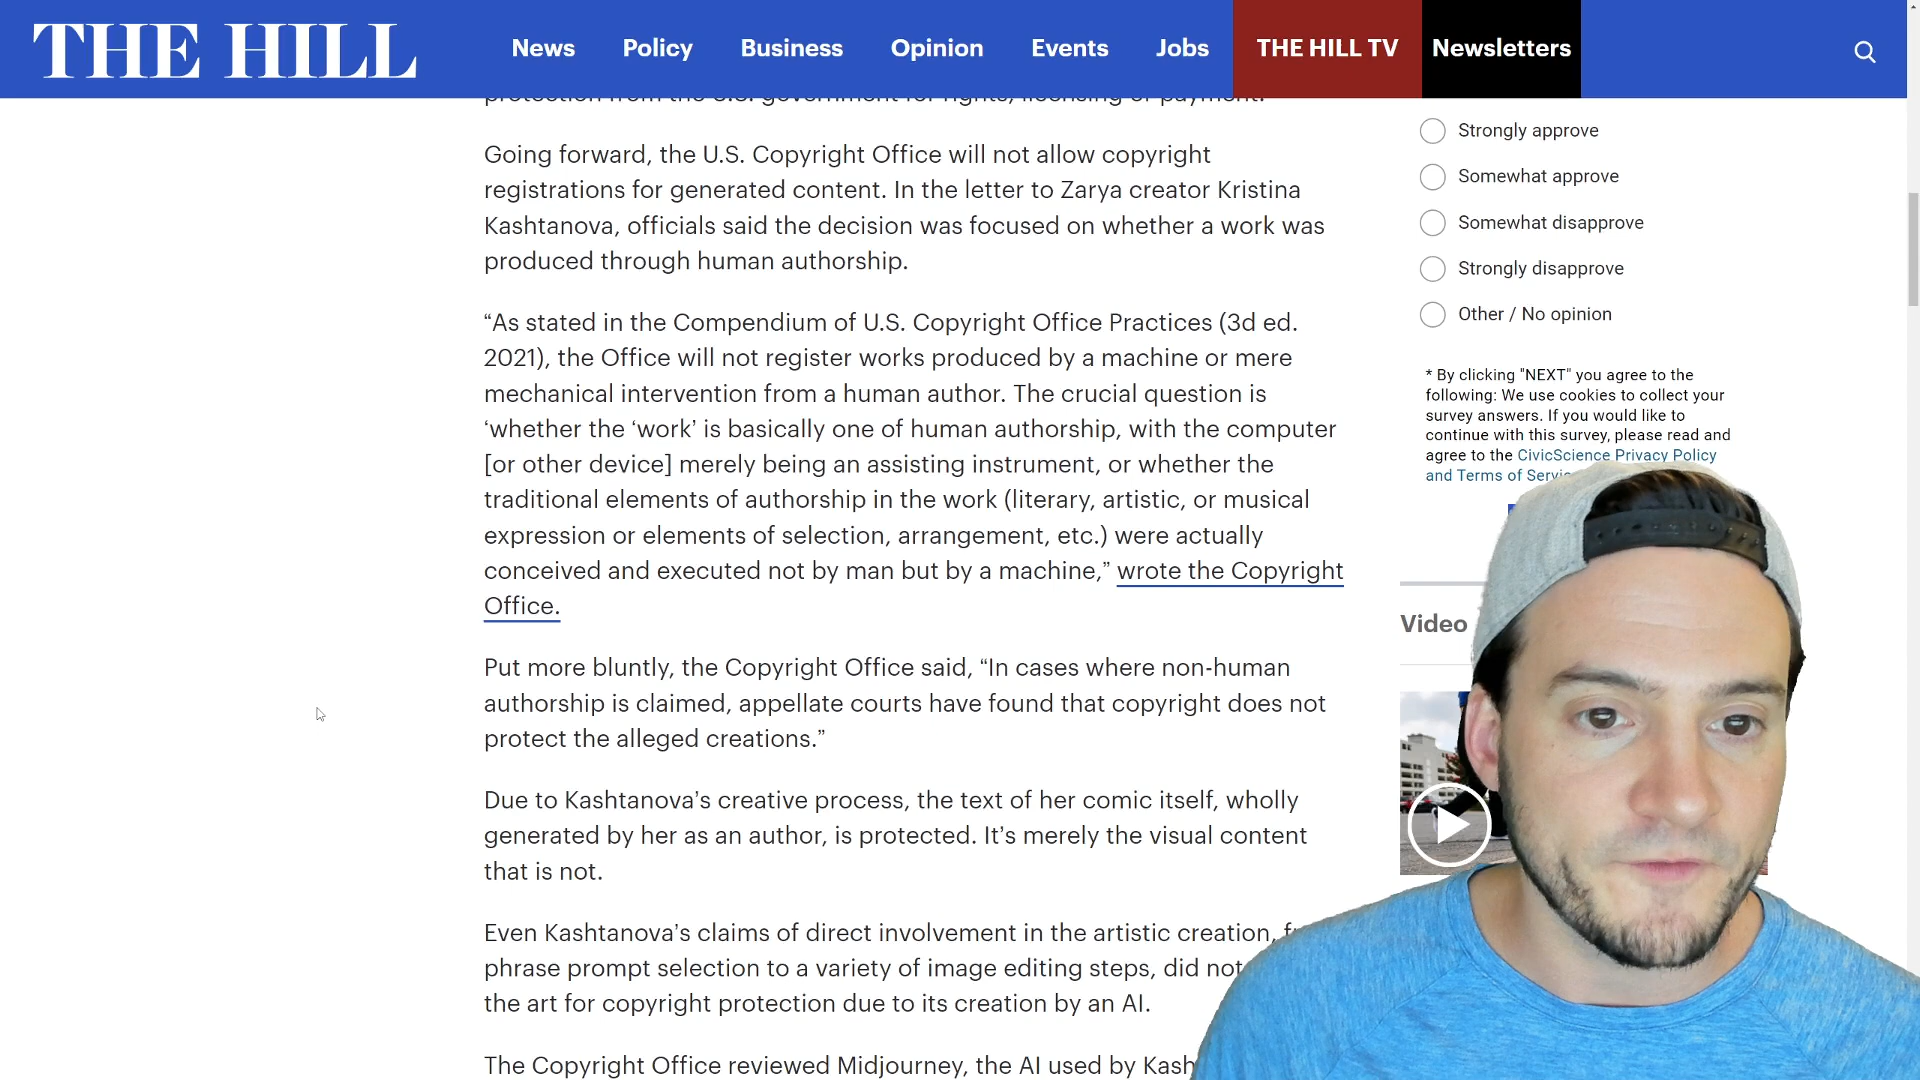 THE HILL
News Policy Business Opinion Events Jobs THE HILL TV Newsletters
protection from the U.S. government for rights, licensing or payment.
Going forward, the U.S. Copyright Office will not allow copyright
registrations for generated content. In the letter to Zarya creator Kristina
Kashtanova, officials said the decision was focused on whether a work was
produced through human authorship.
“As stated in the Compendium of U.S. Copyright Office Practices (3d ed.
2021), the Office will not register works produced by a machine or mere
mechanical intervention from a human author. The crucial question is
‘whether the ‘work’ is basically one of human authorship, with the computer
[or other device] merely being an assisting instrument, or whether the
traditional elements of authorship in the work (literary, artistic, or musical
expression or elements of selection, arrangement, etc.) were actually
conceived and executed not by man but by a machine,” wrote the Copyright
Office.
Put more bluntly, the Copyright Office said, “In cases where non-human
authorship is claimed, appellate courts have found that copyright does not
protect the alleged creations.”
Due to Kashtanova’s creative process, the text of her comic itself, wholly
generated by her as an author, is protected. It’s merely the visual content
that is not.
Even Kashtanova’s claims of direct involvement in the artistic creation,
phrase prompt selection to a variety of image editing steps, did not
the art for copyright protection due to its creation by an AI.
The Copyright Office reviewed Midjourney, the AI used by
Strongly approve
Somewhat approve
Somewhat disapprove
Strongly disapprove
Other / No opinion
* By clicking "NEXT" you agree to the
following: We use cookies to collect your
survey answers. If you would like to
continue with this survey, please read and
agree to the CivicScience Privacy Policy
and Terms of
Video